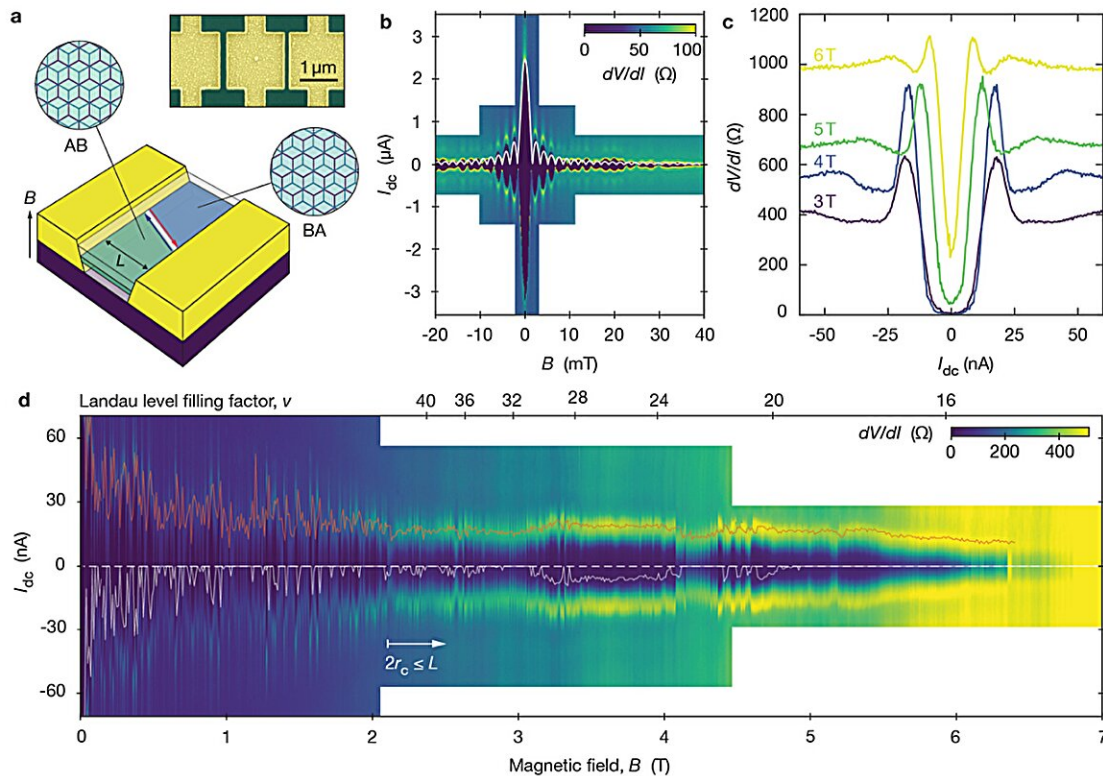 a
AB
1 μm
B
L
BA
b
dV/dI (Ω)
0 50 100
3
2
1
0
-1
-2
-3
I_dc (μA)
-20 -10 0 10 20 30 40
B (mT)
c
1200
1000
800
600
400
200
0
dV/dI (Ω)
6T
5T
4T
3T
-50 -25 0 25 50
I_dc (nA)
d
Landau level filling factor, ν
40 36 32 28 24 20 16
dV/dI (Ω)
0 200 400
60
30
0
-30
-60
I_dc (nA)
2r_c ≤ L
0 1 2 3 4 5 6 7
Magnetic field, B (T)